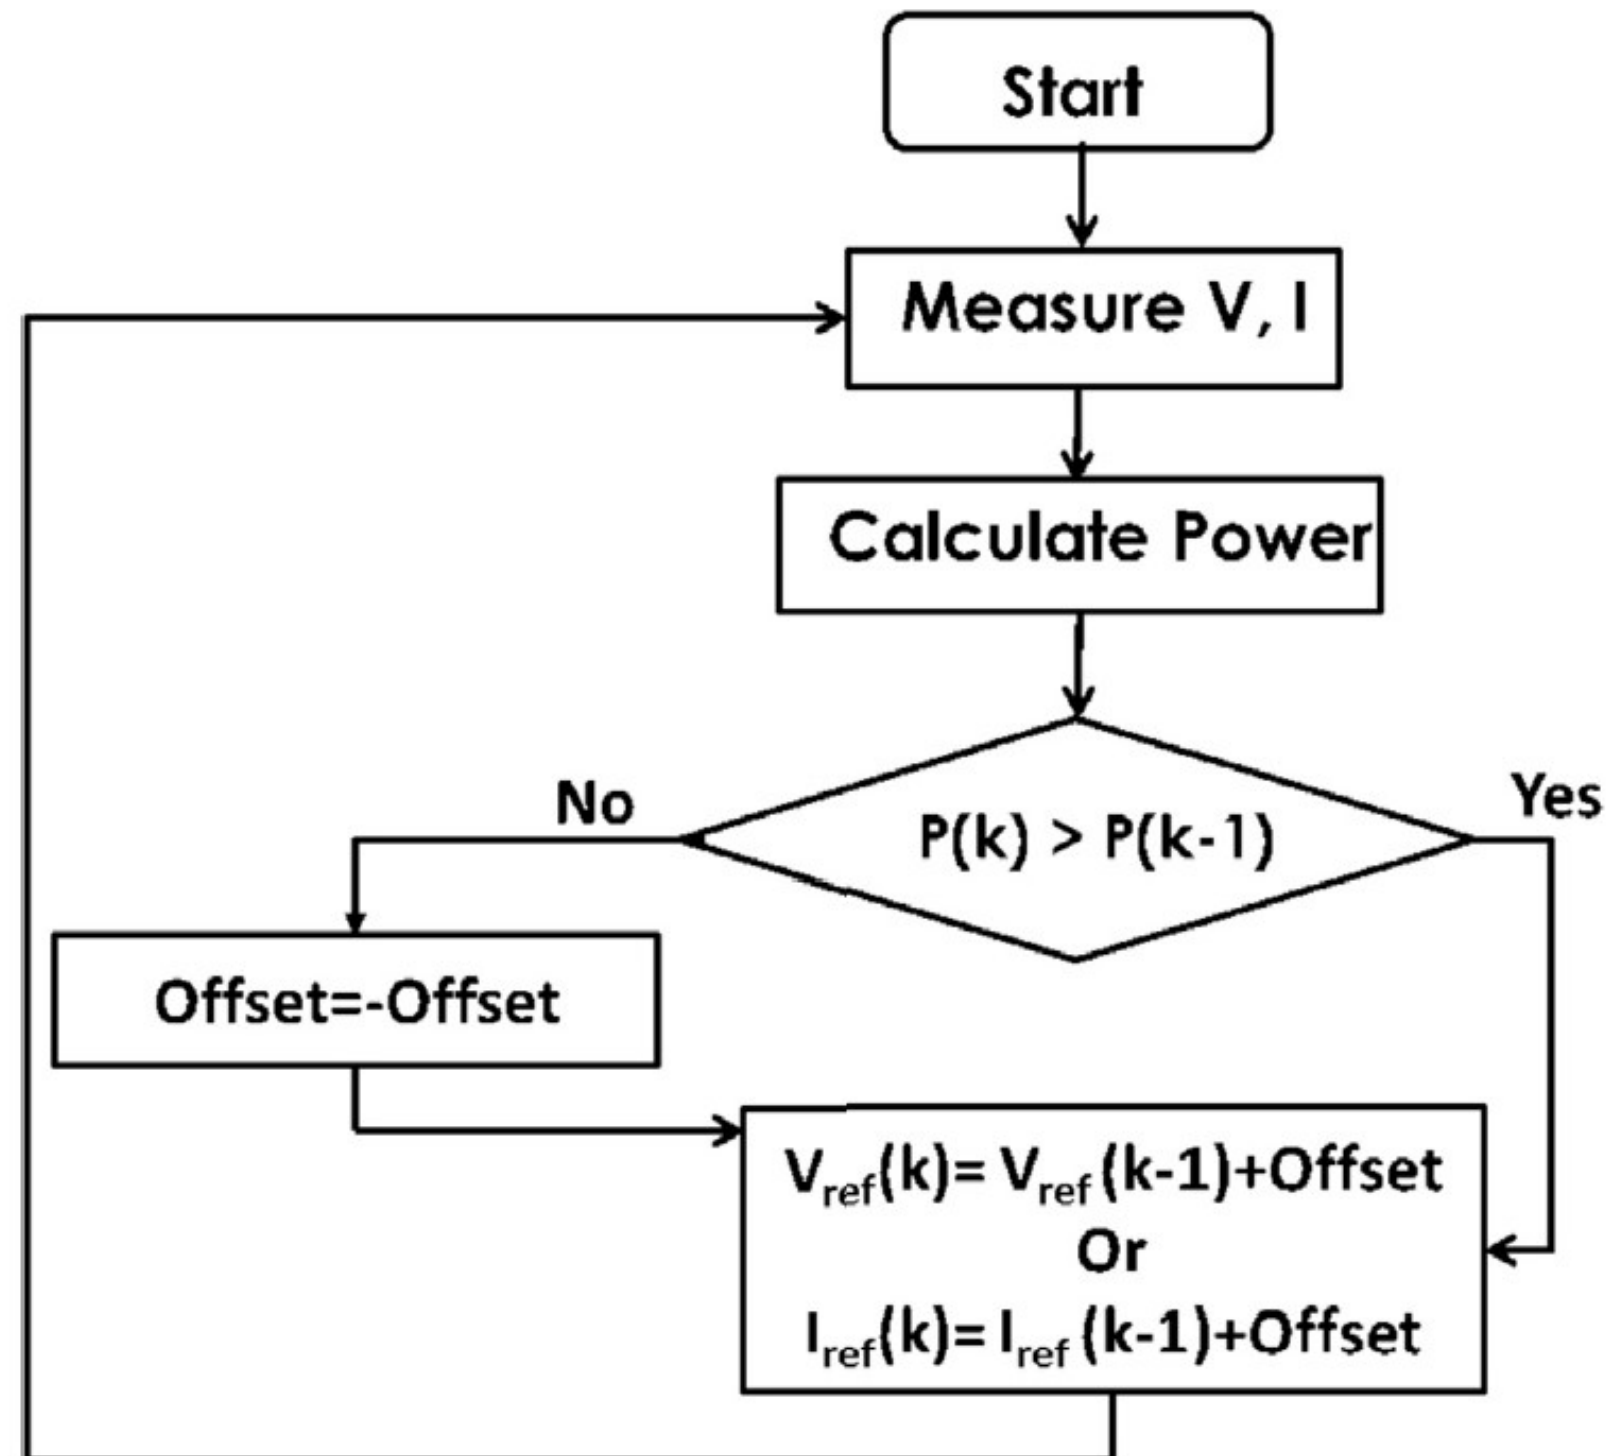 Start
Measure V, I
Calculate Power
P(k) > P(k-1)
No
Yes
Offset=-Offset
Vref(k)= Vref (k-1)+Offset
Or
Iref(k)= Iref (k-1)+Offset